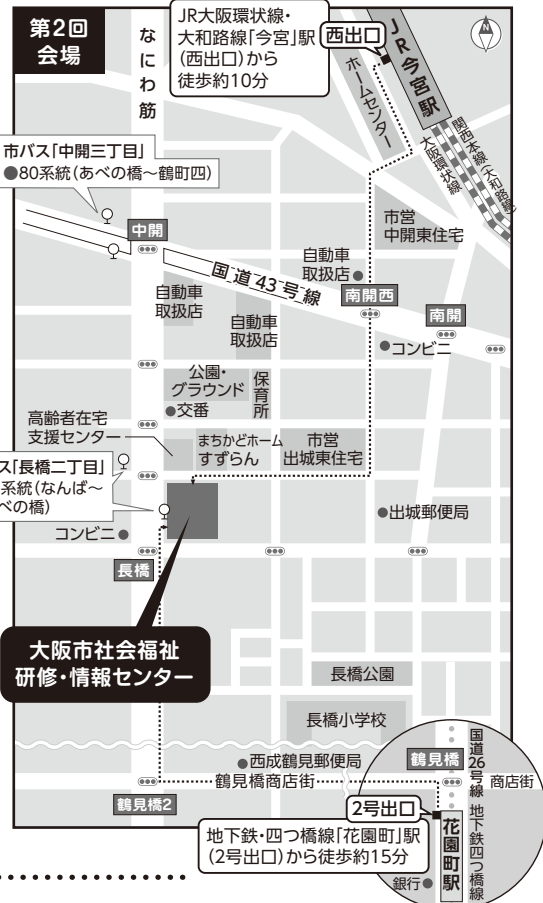 第2回
会場
なにわ筋
JR大阪環状線・
大和路線「今宮」駅
(西出口)から
徒歩約10分
西出口
JR今宮駅
ホームセンター
大阪環状線
関西本線(大和路線)
市バス「中開三丁目」
●80系統(あべの橋〜鶴町四)
中開
国道43号線
市営
中開東住宅
自動車
取扱店
南開西
南開
自動車
取扱店
自動車
取扱店
コンビニ
公園・
グラウンド
保育所
交番
高齢者在宅
支援センター
まちかどホーム
すずらん
市営
出城東住宅
ス「長橋二丁目」
系統(なんば〜
べの橋)
コンビニ
出城郵便局
長橋
大阪市社会福祉
研修・情報センター
長橋公園
長橋小学校
西成鶴見郵便局
鶴見橋
国道26号線
鶴見橋商店街
商店街
鶴見橋2
2号出口
地下鉄・四つ橋線「花園町」駅
(2号出口)から徒歩約15分
花園町駅
地下鉄四つ橋線
銀行